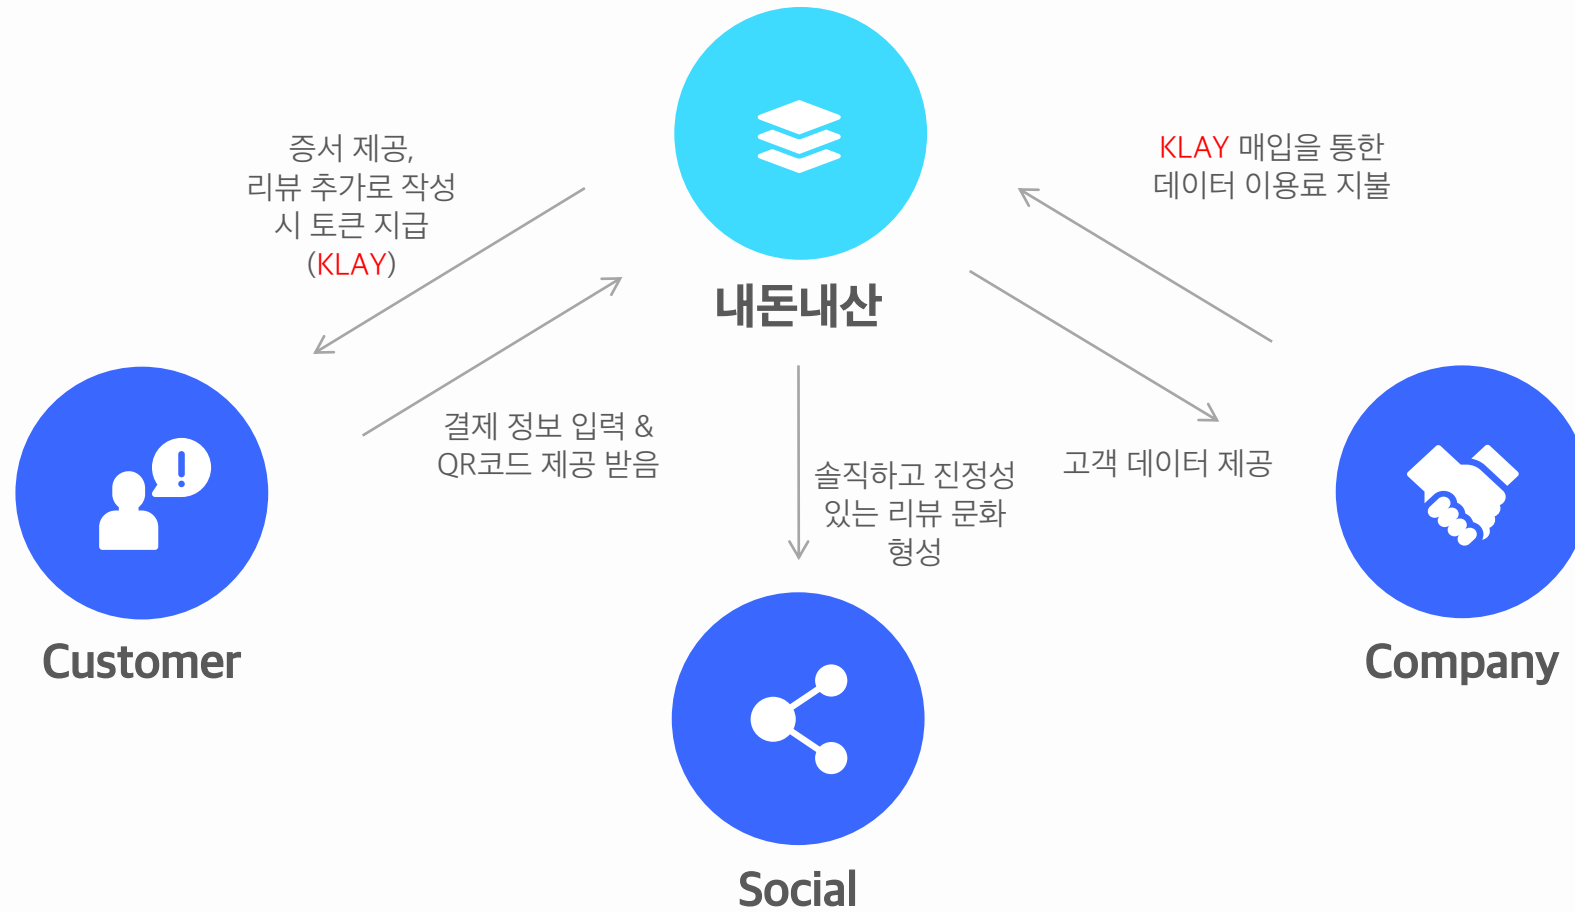 증서 제공,
리뷰 추가로 작성
시 토큰 지급
(KLAY)
KLAY 매입을 통한
데이터 이용료 지불
내돈내산
결제 정보 입력 &
QR코드 제공 받음
솔직하고 진정성
있는 리뷰 문화
형성
고객 데이터 제공
Customer
Company
Social